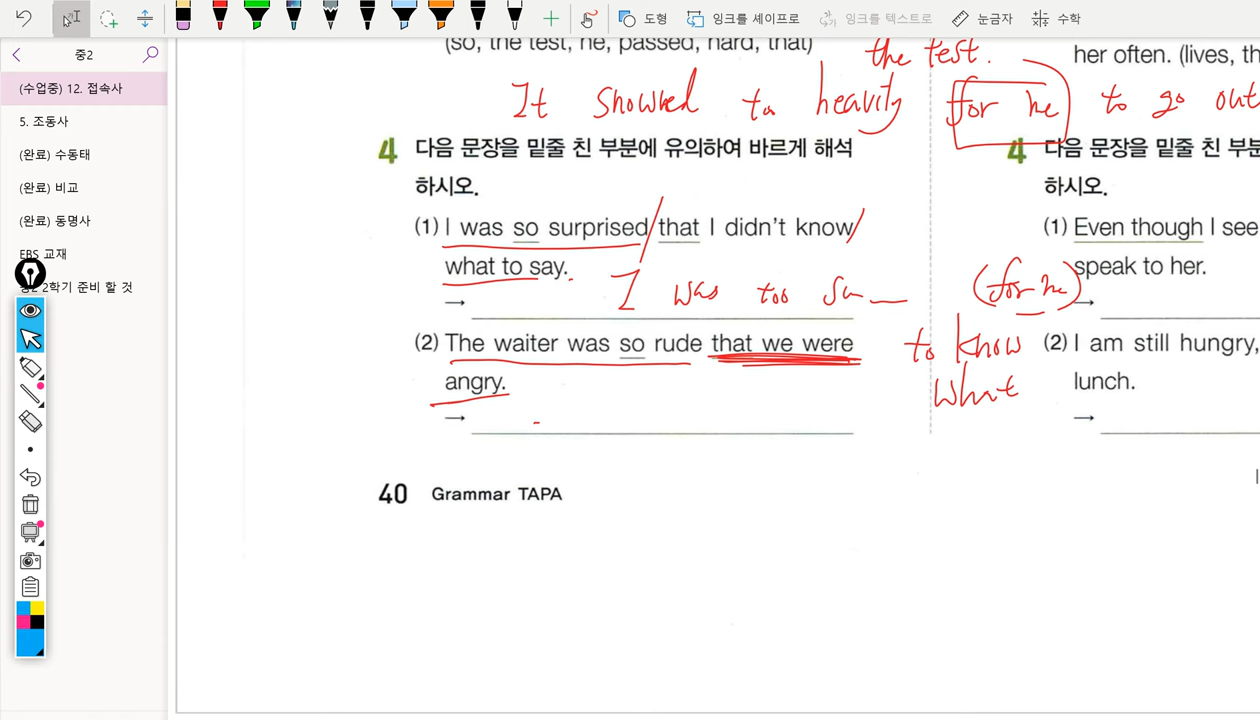 도형
잉크를 셰이프로
잉크를 텍스트로
눈금자
수학
중2
(수업중) 12. 접속사
5. 조동사
(완료) 수동태
(완료) 비교
(완료) 동명사
EBS 교재
2학기 준비 할 것
(so, the test, he, passed, hard, that)
the test.
It showed to heavity for he to go out
4 다음 문장을 밑줄 친 부분에 유의하여 바르게 해석
하시오.
(1) I was so surprised that I didn't know
what to say.
I was too (for he)
→
to know
what
(2) The waiter was so rude that we were
angry.
→
40 Grammar TAPA
her often. (lives, th
4 다음 문장을 밑줄 친 부분
하시오.
(1) Even though I see
speak to her.
→
(2) I am still hungry,
lunch.
→